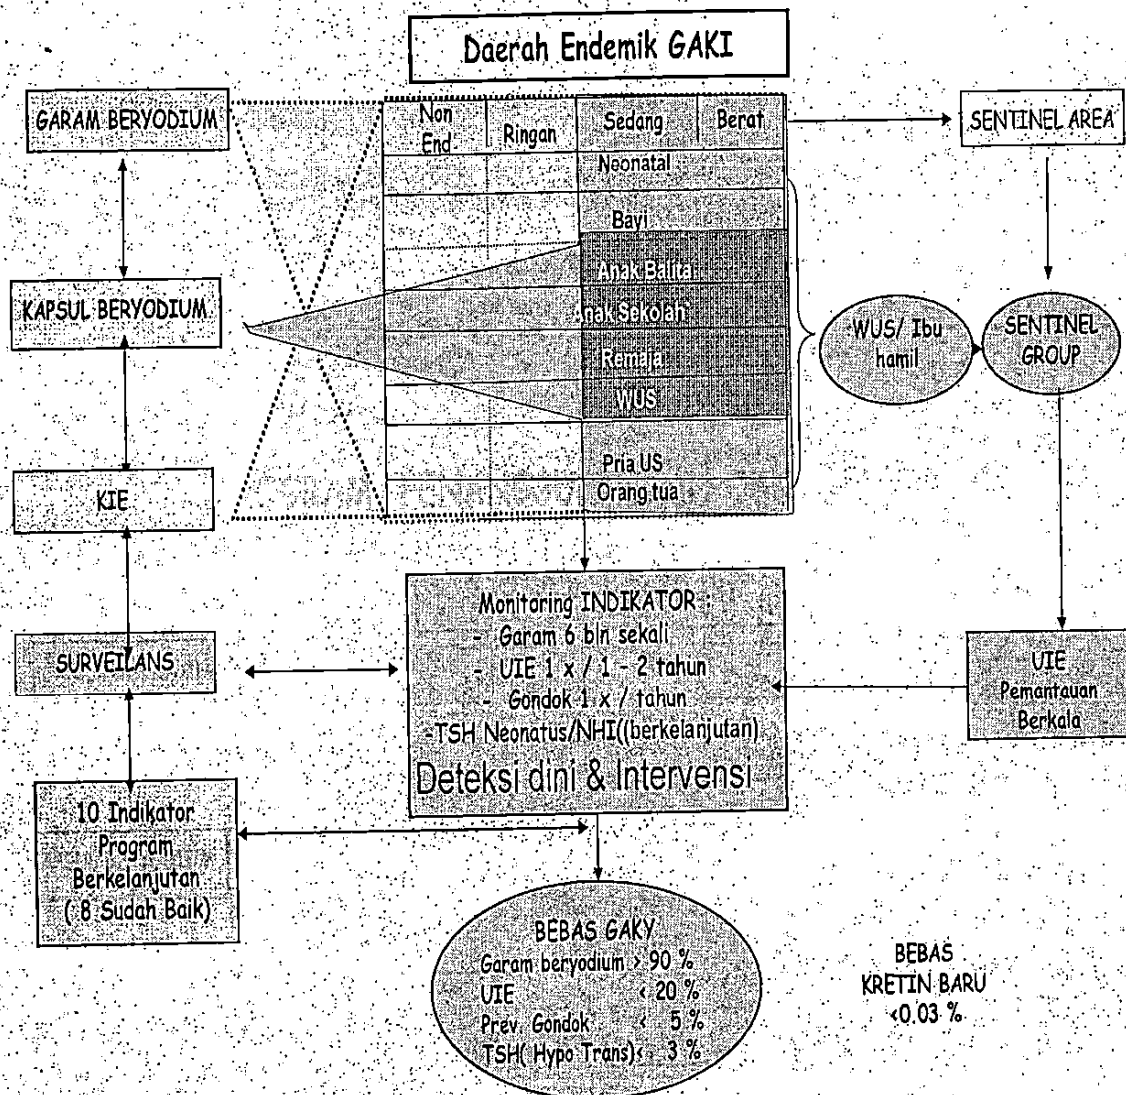 Daerah Endemik GAKI
GARAM BERYODIUM
KAPSUL BERYODIUM
KIE
SURVEILANS
10 Indikator
Program
Berkelanjutan
( 8 Sudah Baik)
Non
End
Ringan
Sedang
Berat
Neonatal
Bayi
Anak Balita
Anak Sekolah
Remaja
WUS
Pria US
Orang tua
WUS/ Ibu
hamil
SENTINEL AREA
SENTINEL
GROUP
UIE
Pemantauan
Berkala
Monitoring INDIKATOR :
- Garam 6 bln sekali
- UIE 1 x / 1 - 2 tahun
- Gondok 1 x / tahun
-TSH Neonatus/NHI((berkelanjutan)
Deteksi dini & Intervensi
BEBAS GAKY
Garam beryodium > 90 %
UIE < 20 %
Prev. Gondok < 5 %
TSH( Hypo Trans)< 3 %
BEBAS
KRETIN BARU
<0.03 %